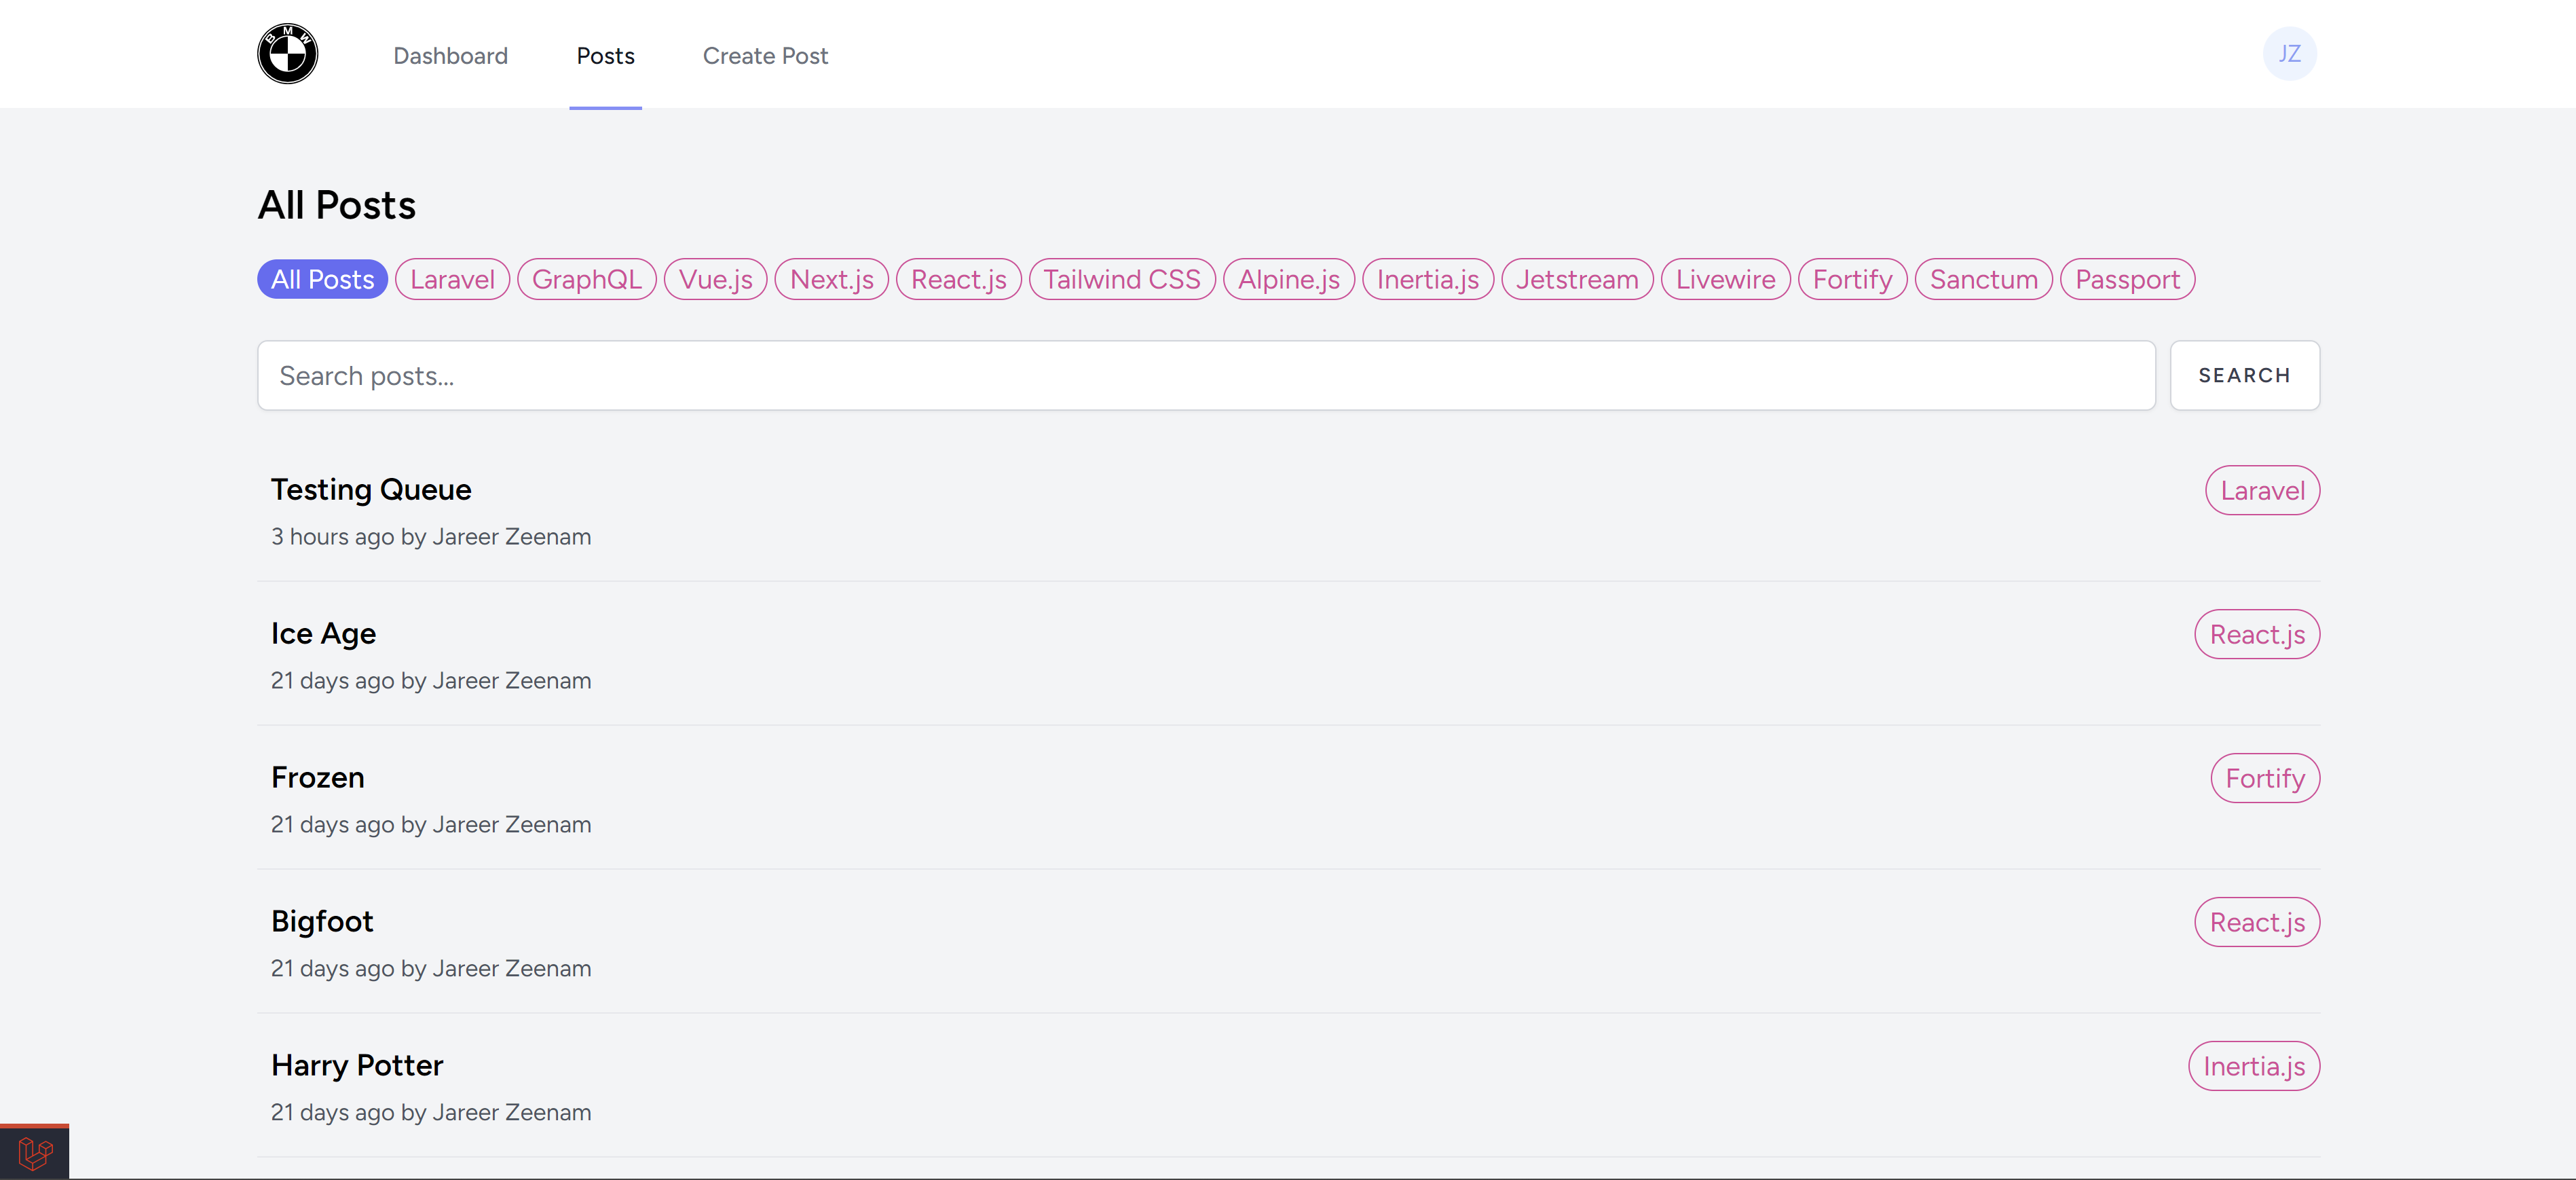 BMW Dashboard Posts Create Post JZ
All Posts
All Posts Laravel GraphQL Vue.js Next.js React.js Tailwind CSS Alpine.js Inertia.js Jetstream Livewire Fortify Sanctum Passport
Search posts... SEARCH
Testing Queue Laravel
3 hours ago by Jareer Zeenam
Ice Age React.js
21 days ago by Jareer Zeenam
Frozen Fortify
21 days ago by Jareer Zeenam
Bigfoot React.js
21 days ago by Jareer Zeenam
Harry Potter Inertia.js
21 days ago by Jareer Zeenam